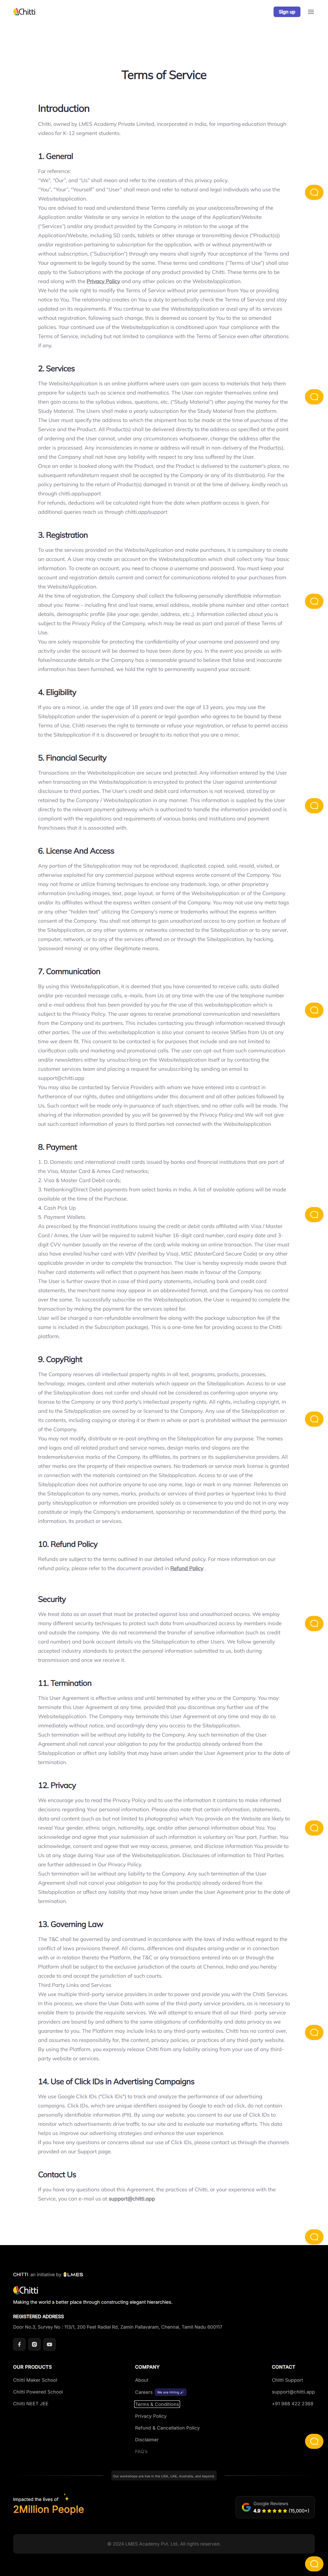 Chitti
Sign up
Terms of Service
Introduction
Chitti, owned by LMES Academy Private Limited, incorporated in India, for imparting education through
videos for K-12 segment students.
1. General
For reference:
"We", "Our", and "Us" shall mean and refer to the creators of this privacy policy.
"You", "Your", "Yourself" and "User" shall mean and refer to natural and legal individuals who use the
Website/application.
You are advised to read and understand these Terms carefully as your use/access/browsing of the
Application and/or Website or any service in relation to the usage of the Application/Website
("Services") and/or any product provided by the Company in relation to the usage of the
Application/Website, including SD cards, tablets or other storage or transmitting device ("Product(s))
and/or registration pertaining to subscription for the application, with or without payment/with or
without subscription, ("Subscription") through any means shall signify Your acceptance of the Terms and
Your agreement to be legally bound by the same. These terms and conditions ("Terms of Use") shall also
apply to the Subscriptions with the package of any product provided by Chitti. These terms are to be
read along with the Privacy Policy and any other policies on the Website/application.
We hold the sole right to modify the Terms of Service without prior permission from You or providing
notice to You. The relationship creates on You a duty to periodically check the Terms of Service and stay
updated on its requirements. If You continue to use the Website/application or avail any of its services
without registration, following such change, this is deemed as consent by You to the so amended
policies. Your continued use of the Website/application is conditioned upon Your compliance with the
Terms of Service, including but not limited to compliance with the Terms of Service even after alterations
if any.
2. Services
The Website/Application is an online platform where users can gain access to materials that help them
prepare for subjects such as science and mathematics. The User can register themselves online and
then gain access to the syllabus videos, questions, etc. ("Study Material") after paying the money for the
Study Material. The Users shall make a yearly subscription for the Study Material from the platform.
The User must specify the address to which the shipment has to be made at the time of purchase of the
Service and the Product. All Product(s) shall be delivered directly to the address as specified at the point
of ordering and the User cannot, under any circumstances whatsoever, change the address after the
order is processed. Any inconsistencies in name or address will result in non-delivery of the Product(s),
and the Company shall not have any liability with respect to any less suffered by the User.
Once an order is booked along with the Product, and the Product is delivered to the customer's place, no
subsequent return/return request shall be accepted by the Company or any of its distributor(s). For the
policy pertaining to the return of Product(s) damaged in transit or at the time of delivery, kindly reach us
through chitti.app/support
For refunds, deductions will be calculated right from the date when platform access is given. For
additional queries reach us through chitti.app/support
3. Registration
To use the services provided on the Website/Application and make purchases, it is compulsory to create
an account. A User may create an account on the Website/application which shall collect only Your basic
information. To create an account, you need to choose a username and password. You must keep your
account and registration details current and correct for communications related to your purchases from
the Website/Application.
At the time of registration, the Company shall collect the following personally identifiable information
about you: Name - including first and last name, email address, mobile phone number and other contact
details, demographic profile (like your age, gender, address, etc.,). Information collected about you is
subject to the Privacy Policy of the Company, which may be read as part and parcel of these Terms of
Use.
You are solely responsible for protecting the confidentiality of your username and password and any
activity under the account will be deemed to have been done by you. In the event you provide us with
false/inaccurate details or the Company has a reasonable ground to believe that false and inaccurate
information has been furnished, we hold the right to permanently suspend your account.
4. Eligibility
If you are a minor, i.e. under the age of 18 years and over the age of 13 years, you may use the
Site/application under the supervision of a parent or legal guardian who agrees to be bound by these
Terms of Use. Chitti reserves the right to terminate or refuse your registration, or refuse to permit access
to the Site/application if it is discovered or brought to its notice that you are a minor..
5. Financial Security
Transactions on the Website/application are secure and protected. Any information entered by the User
when transacting on the Website/application is encrypted to protect the User against unintentional
disclosure to third parties. The User's credit and debit card information is not received, stared by or
retained by the Company / Website/application in any manner. This information is supplied by the User
directly to the relevant payment gateway which is authorized to handle the information provided and is
compliant with the regulations and requirements of various banks and institutions and payment
franchisees that it is associated with.
6. License And Access
Any portion of the Site/application may not be reproduced, duplicated, copied, sold, resold, visited, or
otherwise exploited for any commercial purpose without express wrote consent of the Company. You
may not frame or utilize framing techniques to enclose any trademark, logo, or other proprietary
information (including images, text, page layout, or form) of the Website/application or of the Company
and/or its affiliates without the express written consent of the Company. You may not use any meta tags
or any other "hidden text" utilizing the Company's name or trademarks without the express written
consent of the Company. You not attempt to gain unauthorized access to any portion or feature of
the Site/application, or any other systems or networks connected to the Site/application or to any server,
computer, network, or to any of the services offered on or through the Site/application, by hacking,
'password mining' or any other illegitimate means.
7. Communication
By using this Website/Application, it is deemed that you have consented to receive calls, auto dialled
and/or pre-recorded message calls, e-mails, from Us at any time with the use of the telephone number
and e-mail address that has been provided by you for the use of this website/application which is
subject to the Privacy Policy. The user agrees to receive promotional communication and newsletters
from the Company and its partners. This includes contacting you through information received through
other parties. The use of this website/application is also your consent to receive SMSes from Us at any
time we deem fit. This consent to be contacted is for purposes that include and are not limited to
clarification calls and marketing and promotional calls. The user can opt-out from such communication
and/or newsletters either by unsubscribing on the Website/application itself or by contacting the
customer services team and placing a request for unsubscribing by sending an email to
support@chitti.app
You may also be contacted by Service Providers with whom we have entered into a contract in
furtherance of our rights, duties and obligations under this document and all other policies followed by
Us. Such contact will be made only in pursuance of such objectives, and no other calls will be made. The
sharing of the information provided by you will be governed by the Privacy Policy and We will not give
out such contact information of yours to third parties not connected with the Website/application
8. Payment
1. D. Domestic and international credit cards issued by banks and financial institutions that are part of
the Visa, Master Card & Amex Card networks;
2. Visa & Master Card Debit cards;
3. Netbanking/Direct Debit payments from select banks in India. A list of available options will be made
available at the time of the Purchase.
4. Cash Pick Up
5. Payment Wallets
As prescribed by the financial institutions issuing the credit or debit cards affiliated with Visa / Master
Card / Amex, the User will be required to submit his/her 16-digit card number, card expiry date and 3-
digit CVV number (usually on the reverse of the card) while making an online transaction. The User must
also have enrolled his/her card with VBV (Verified by Visa), MSC (MasterCard Secure Code) or any other
applicable provider in order to complete the transaction. The User is hereby expressly made aware that
his/her card statements will reflect that a payment has been made in favour of the Company.
The User is further aware that in case of third party statements, including bank and credit card
statements, the merchant name may appear in an abbreviated format, and the Company has no control
over the same. To successfully subscribe on the Website/application, the User is required to complete the
transaction by making the payment for the services opted for.
User will be charged a non-refundable enrollment fee along with the package subscription fee (if the
same is included in the Subscription package). This is a one-time fee for providing access to the Chitti
platform.
9. CopyRight
The Company reserves all intellectual property rights in all text, programs, products, processes,
technology, images, content and other materials which appear on the Site/application. Access to or use
of the Site/application does not confer and should not be considered as conferring upon anyone any
license to the Company or any third party's intellectual property rights. All rights, including copyright, in
and to the Site/application are owned by or licensed to the Company. Any use of the Site/application or
its contents, including copying or storing it or them in whole or part is prohibited without the permission
of the Company.
You may not modify, distribute or re-post anything on the Site/application for any purpose. The names
and logos and all related product and service names, design marks and slogans are the
trademarks/service marks of the Company, its affiliates, its partners or its suppliers/service providers. All
other marks are the property of their respective owners. No trademark or service mark license is granted
in connection with the materials contained on the Site/application. Access to or use of the
Site/application does not authorize anyone to use any name, logo or mark in any manner. References on
the Site/application to any names, marks, products or services of third parties or hypertext links to third
party sites/application or information are provided solely as a convenience to you and do not in any way
constitute or imply the Company's endorsement, sponsorship or recommendation of the third party, the
information, its product or services.
10. Refund Policy
Refunds are subject to the terms outlined in our detailed refund policy. For more information on our
refund policy, please refer to the document provided in Refund Policy
Security
We treat data as an asset that must be protected against loss and unauthorized access. We employ
many different security techniques to protect such data from unauthorized access by members inside
and outside the company. We do not recommend the transfer of sensitive information (such as credit
card numbers) and bank account details via the Site/application to other Users. We follow generally
accepted industry standards to protect the personal information submitted to us, both during
transmission and once we receive it.
11. Termination
This User Agreement is effective unless and until terminated by either you or the Company. You may
terminate this User Agreement at any time, provided that you discontinue any further use of the
Website/application. The Company may terminate this User Agreement at any time and may do so
immediately without notice, and accordingly deny you access to the Site/application.
Such termination will be without any liability to the Company. Any such termination of the User
Agreement shall not cancel your obligation to pay for the product(s) already ordered from the
Site/application or affect any liability that may have arisen under the User Agreement prior to the date of
termination.
12. Privacy
We encourage you to read the Privacy Policy and to use the information it contains to make informed
decisions regarding Your personal information. Please also note that certain information, statements,
data and content (such as but not limited to photographs) which You provide on the Website are likely to
reveal Your gender, ethnic origin, nationality, age, and/or other personal information about You. You
acknowledge and agree that your submission of such information is voluntary on Your part. Further, You
acknowledge, consent and agree that we may access, preserve, and disclose information You provide to
Us at any stage during Your use of the Website/application. Disclosures of information to Third Parties
are further addressed in Our Privacy Policy.
Such termination will be without any liability to the Company. Any such termination of the User
Agreement shall not cancel your obligation to pay for the product(s) already ordered from the
Site/application or affect any liability that may have arisen under the User Agreement prior to the date of
termination.
13. Governing Law
The T&C shall be governed by and construed in accordance with the laws of India without regard to the
conflict of laws provisions thereof. All claims, differences and disputes arising under or in connection
with or in relation thereto the Platform, the T&C or any transactions entered into on or through the
Platform shall be subject to the exclusive jurisdiction of the courts at Chennai, India and you hereby
accede to and accept the jurisdiction of such courts.
Third Party Links and Services
We use multiple third-party service providers in order to power and provide you with the Chitti Services.
In this process, we share the User Data with some of the third-party service providers, as is necessary to
enable them to provide the requisite services. We will attempt to ensure that our third - party service
providers are bound to adhere to the same obligations of confidentiality and data privacy as we
guarantee to you. The Platform may include links to any third-party websites. Chitti has no control over,
and assumes no responsibility for, the content, privacy policies, or practices of any third-party website.
By using the Platform, you expressly release Chitti from any liability arising from your use of any third-
party website or services.
14. Use of Click IDs in Advertising Campaigns
We use Google Click IDs ("Click IDs") to track and analyze the performance of our advertising
campaigns. Click IDs, which are unique identifiers assigned by Google to each ad click, do not contain
personally identifiable information (PII). By using our website, you consent to our use of Click IDs to
monitor which advertisements drive traffic to our site and to evaluate our marketing efforts. This data
helps us improve our advertising strategies and enhance user experience.
If you have any questions or concerns about our use of Click IDs, please contact us through the channels
provided on our Support page.
Contact Us
If you have any questions about this Agreement, the practices of Chitti, or your experience with the
Service, you can e-mail us at support@chitti.app
CHITTI an initiative by LMES
Chitti
Making the world a better place through constructing elegant hierarchies.
REGISTERED ADDRESS
Door No.3, Survey No : 113/1, 200 Feet Radial Rd, Zamin Pallavaram, Chennai, Tamil Nadu 600117
OUR PRODUCTS
Chitti Maker School
Chitti Powered School
Chitti NEET JEE
COMPANY
About
Careers We are Hiring
Terms & Conditions
Privacy Policy
Refund & Cancellation Policy
Disclaimer
FAQ's
CONTACT
Chitti Support
support@chitti.app
+91 988 422 2388
Our workshops are live in the USA, UAE, Australia, and beyond.
Impacted the lives of
2Million People
Google Reviews
4.9 (15,000+)
© 2024 LMES Academy Pvt. Ltd. All rights reserved.